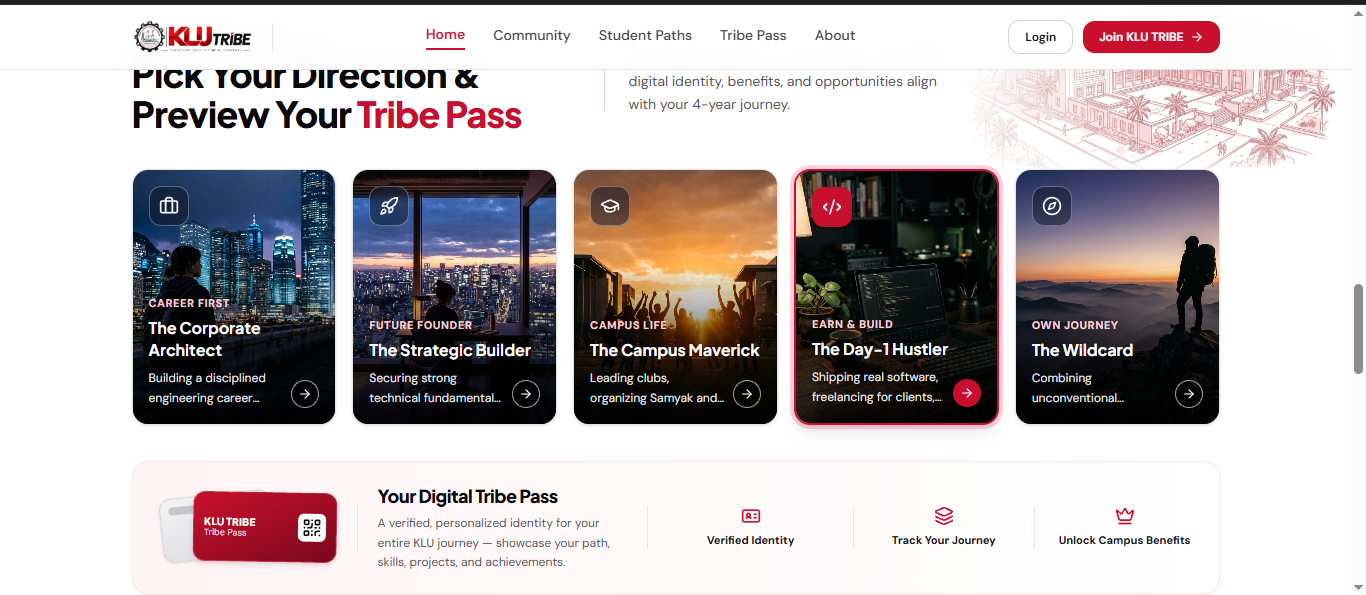 KLU TRIBE
Home
Community
Student Paths
Tribe Pass
About
Login
Join KLU TRIBE
Pick Your Direction &
Preview Your Tribe Pass
digital identity, benefits, and opportunities align
with your 4-year journey.
CAREER FIRST
The Corporate
Architect
Building a disciplined
engineering career...
FUTURE FOUNDER
The Strategic Builder
Securing strong
technical fundamental...
CAMPUS LIFE
The Campus Maverick
Leading clubs,
organizing Samyak and...
EARN & BUILD
The Day-1 Hustler
Shipping real software,
freelancing for clients,...
OWN JOURNEY
The Wildcard
Combining
unconventional...
KLU TRIBE
Tribe Pass
Your Digital Tribe Pass
A verified, personalized identity for your
entire KLU journey — showcase your path,
skills, projects, and achievements.
Verified Identity
Track Your Journey
Unlock Campus Benefits